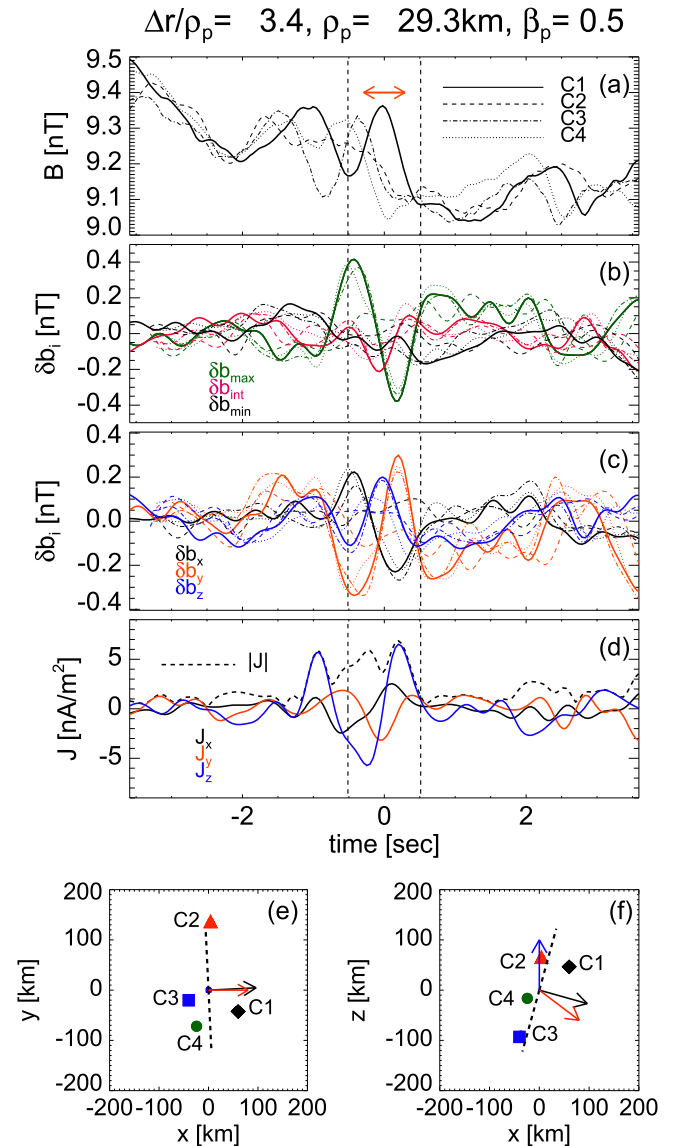 Δr/ρp= 3.4, ρp= 29.3km, βp= 0.5
(a)
C1
C2
C3
C4
B [nT]
9.5
9.4
9.3
9.2
9.1
9.0
(b)
δbi [nT]
0.4
0.2
0.0
-0.2
-0.4
δbmax
δbint
δbmin
(c)
δbi [nT]
0.4
0.2
0.0
-0.2
-0.4
δbx
δby
δbz
(d)
|J|
J [nA/m²]
5
0
-5
Jx
Jy
Jz
-2 0 2
time [sec]
(e)
y [km]
200
100
0
-100
-200
C2
C3
C1
C4
-200 -100 0 100 200
x [km]
(f)
z [km]
200
100
0
-100
-200
C2
C1
C4
C3
-200 -100 0 100 200
x [km]